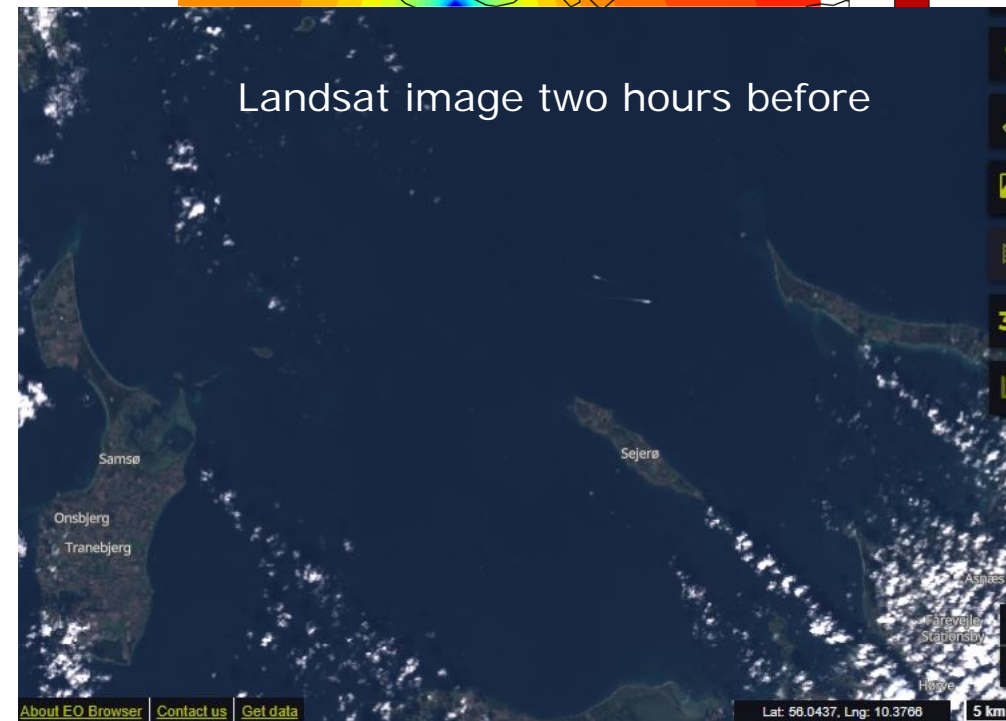 Landsat image two hours before
Samsø
Sejerø
Onsbjerg
Tranebjerg
Asnæs
Fårevejle
Stationsby
Hørve
About EO Browser Contact us Get data
Lat: 56.0437, Lng: 10.3766
5 km